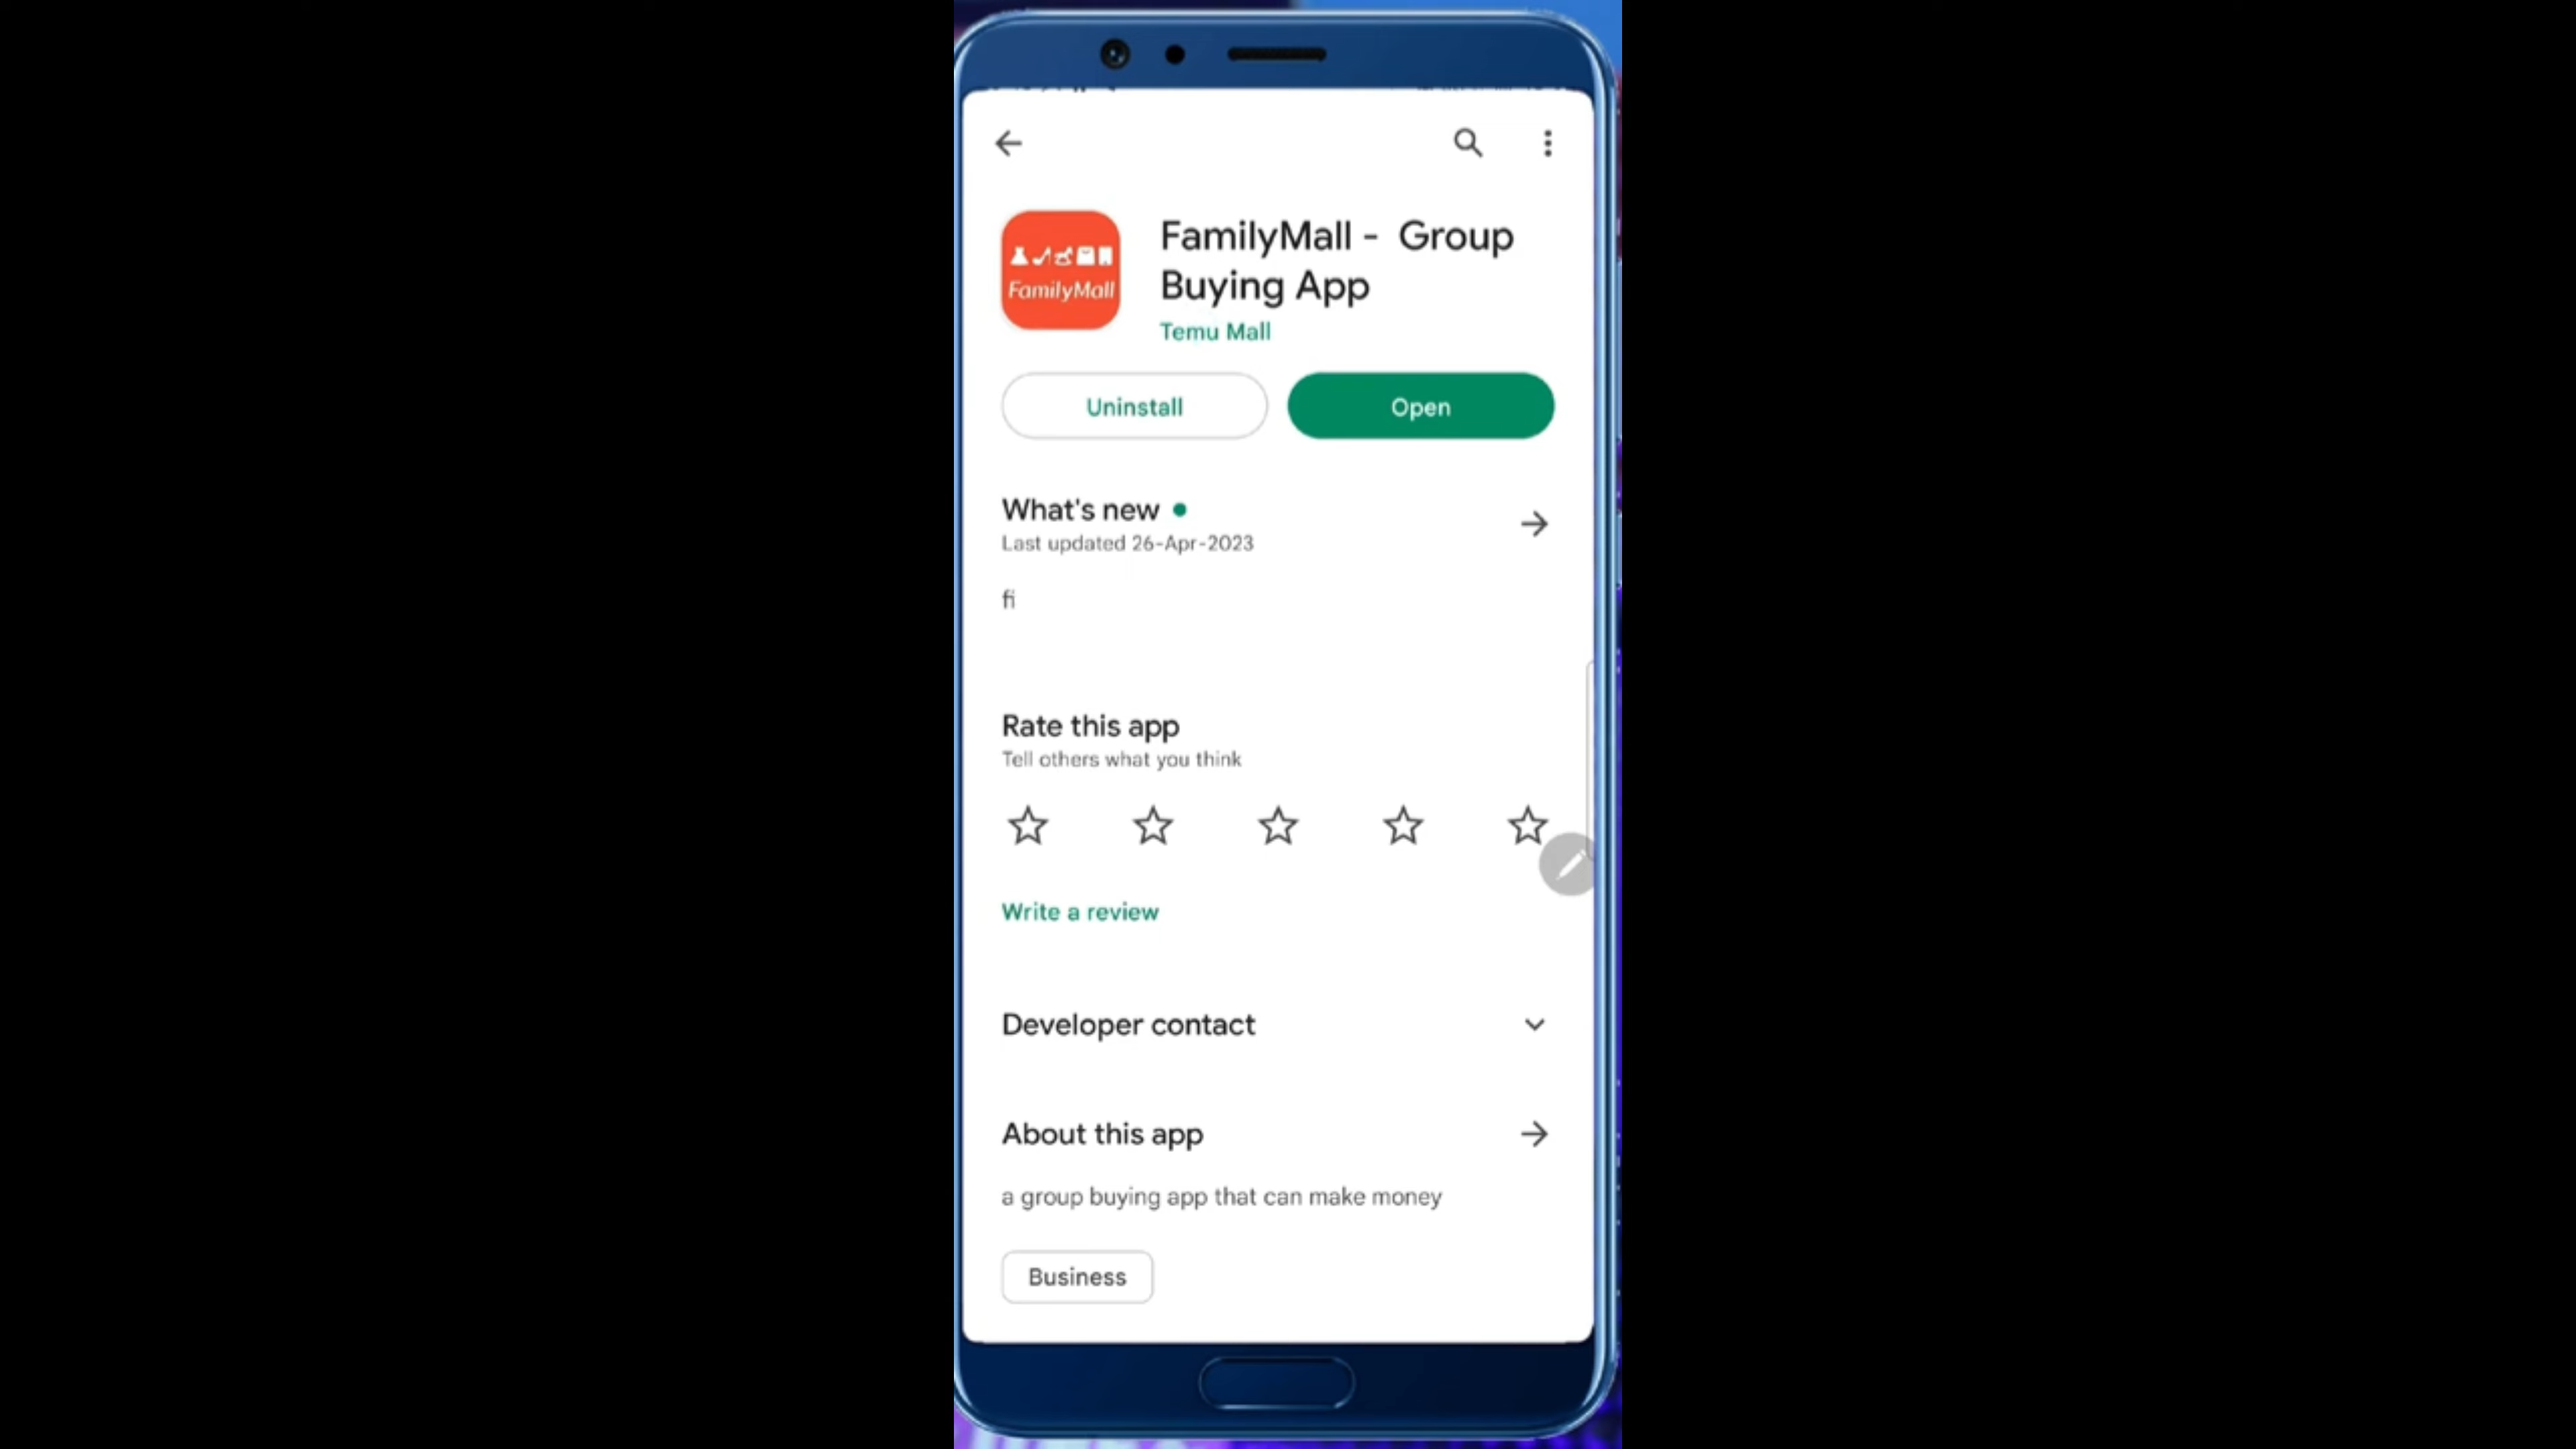 FamilyMall - Group
Buying App
FamilyMall
Temu Mall
Uninstall
Open
What's new
Last updated 26-Apr-2023
fi
Rate this app
Tell others what you think
Write a review
Developer contact
About this app
a group buying app that can make money
Business